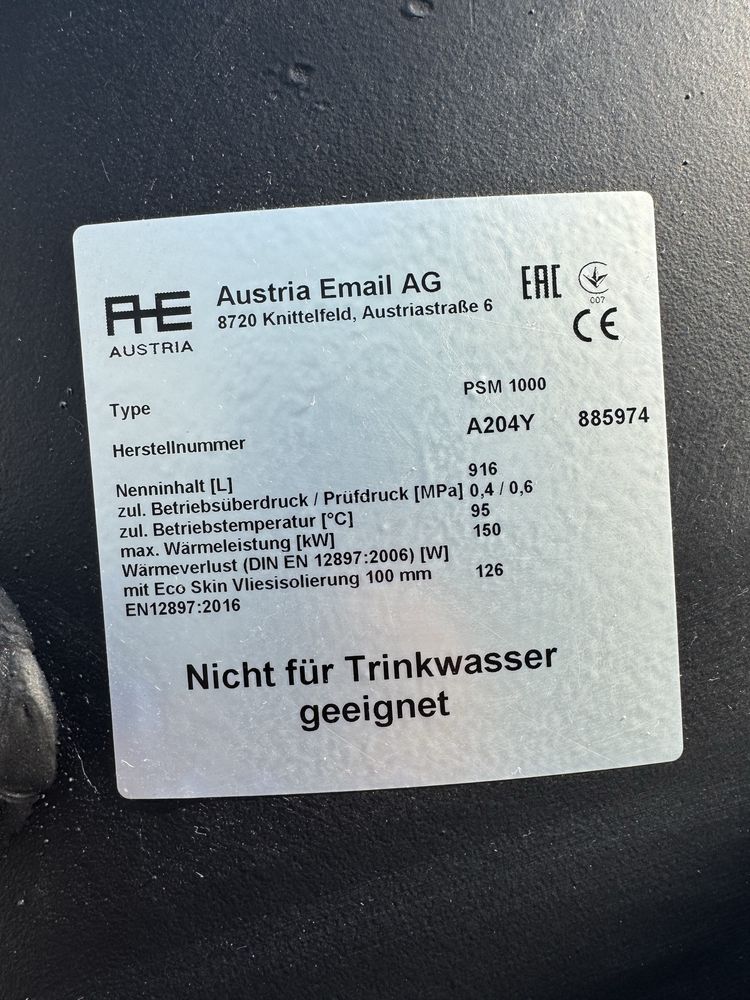 AE
AUSTRIA
Austria Email AG
8720 Knittelfeld, Austriastraße 6
EAC
007
CE
Type PSM 1000
Herstellnummer A204Y 885974
Nenninhalt [L] 916
zul. Betriebsüberdruck / Prüfdruck [MPa] 0,4 / 0,6
zul. Betriebstemperatur [°C] 95
max. Wärmeleistung [kW] 150
Wärmeverlust (DIN EN 12897:2006) [W]
mit Eco Skin Vliesisolierung 100 mm 126
EN12897:2016
Nicht für Trinkwasser
geeignet